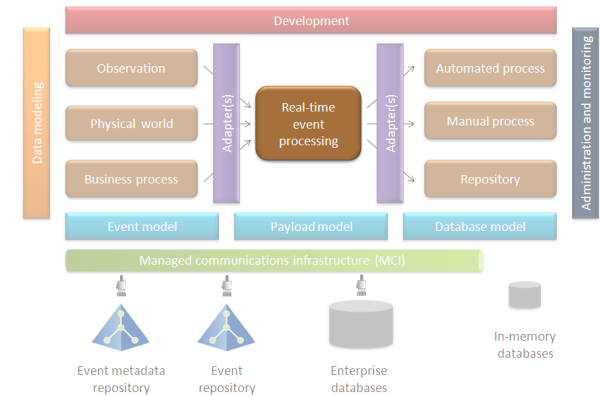 Development
Data modeling
Observation
Physical world
Business process
Adapter(s)
Real-time
event
processing
Adapter(s)
Automated process
Manual process
Repository
Administration and monitoring
Event model
Payload model
Database model
Managed communications infrastructure (MCI)
Event metadata
repository
Event
repository
Enterprise
databases
In-memory
databases